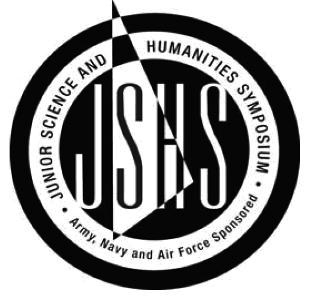 JUNIOR SCIENCE AND HUMANITIES SYMPOSIUM
JSHS
• Army, Navy and Air Force Sponsored •